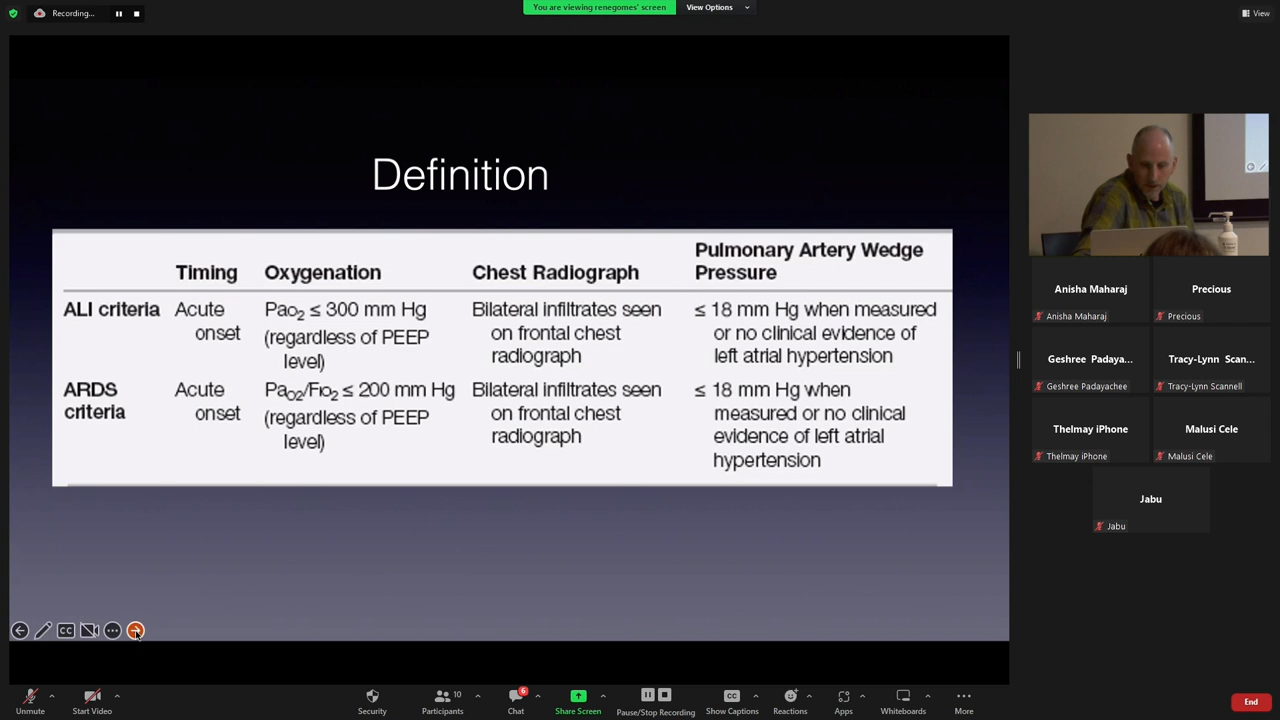 Recording...
You are viewing renegomes' screen
View Options
View
Definition
Timing
Oxygenation
Chest Radiograph
Pulmonary Artery Wedge
Pressure
ALI criteria
Acute
onset
Pao2 ≤ 300 mm Hg
(regardless of PEEP
level)
Bilateral infiltrates seen
on frontal chest
radiograph
≤ 18 mm Hg when measured
or no clinical evidence of
left atrial hypertension
ARDS
criteria
Acute
onset
PaO2/FIO2 ≤ 200 mm Hg
(regardless of PEEP
level)
Bilateral infiltrates seen
on frontal chest
radiograph
≤ 18 mm Hg when
measured or no clinical
evidence of left atrial
hypertension
CC
Anisha Maharaj
Anisha Maharaj
Precious
Precious
Geshree Padaya...
Geshree Padayachee
Tracy-Lynn Scan...
Tracy-Lynn Scannell
Thelmay iPhone
Thelmay iPhone
Malusi Cele
Malusi Cele
Jabu
Jabu
Unmute
Start Video
Security
10
Participants
6
Chat
Share Screen
Pause/Stop Recording
CC
Show Captions
Reactions
Apps
Whiteboards
More
End